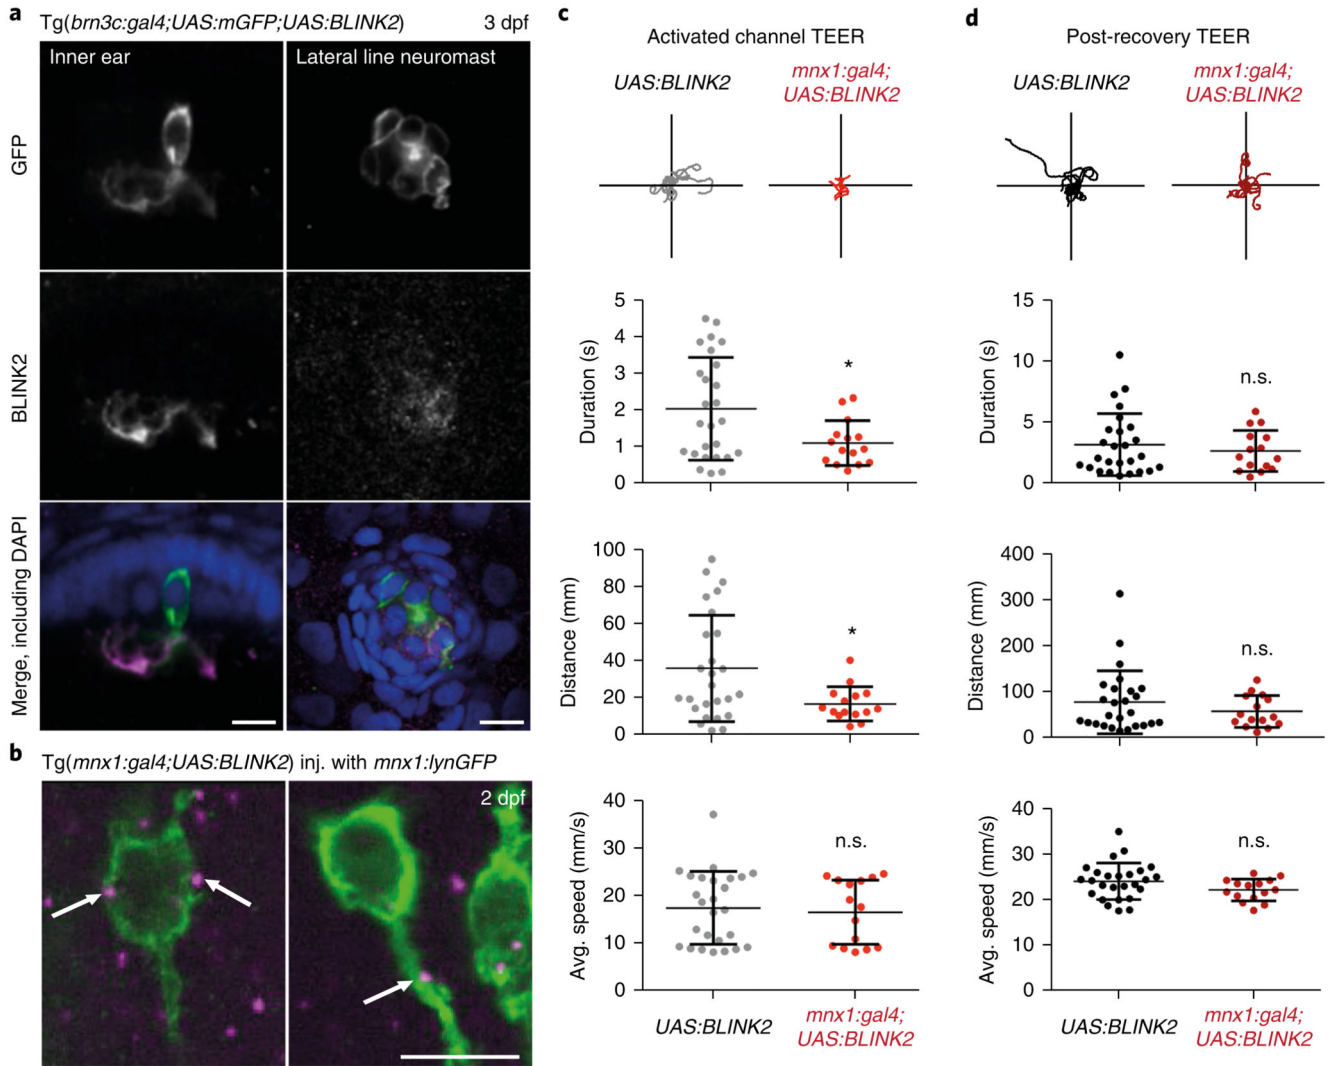 a
Tg(brn3c:gal4;UAS:mGFP;UAS:BLINK2) 3 dpf
Inner ear
Lateral line neuromast
GFP
BLINK2
Merge, including DAPI
b
Tg(mnx1:gal4;UAS:BLINK2) inj. with mnx1:lynGFP
2 dpf
c
Activated channel TEER
UAS:BLINK2
mnx1:gal4;
UAS:BLINK2
5
4
3
2
1
0
Duration (s)
*
100
80
60
40
20
0
Distance (mm)
*
40
30
20
10
0
Avg. speed (mm/s)
n.s.
UAS:BLINK2
mnx1:gal4;
UAS:BLINK2
d
Post-recovery TEER
UAS:BLINK2
mnx1:gal4;
UAS:BLINK2
15
10
5
0
Duration (s)
n.s.
400
300
200
100
0
Distance (mm)
n.s.
40
30
20
10
0
Avg. speed (mm/s)
n.s.
UAS:BLINK2
mnx1:gal4;
UAS:BLINK2